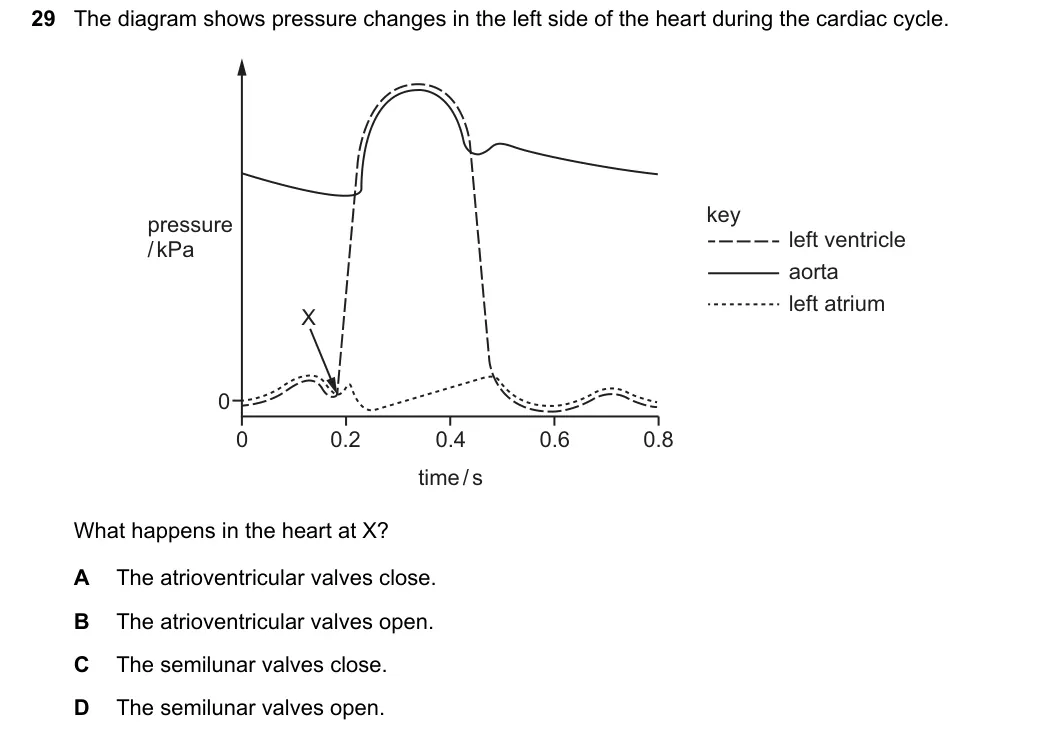 29 The diagram shows pressure changes in the left side of the heart during the cardiac cycle.
pressure
/ kPa
X
0
0
0.2
0.4
0.6
0.8
time / s
key
left ventricle
aorta
left atrium
What happens in the heart at X?
A The atrioventricular valves close.
B The atrioventricular valves open.
C The semilunar valves close.
D The semilunar valves open.